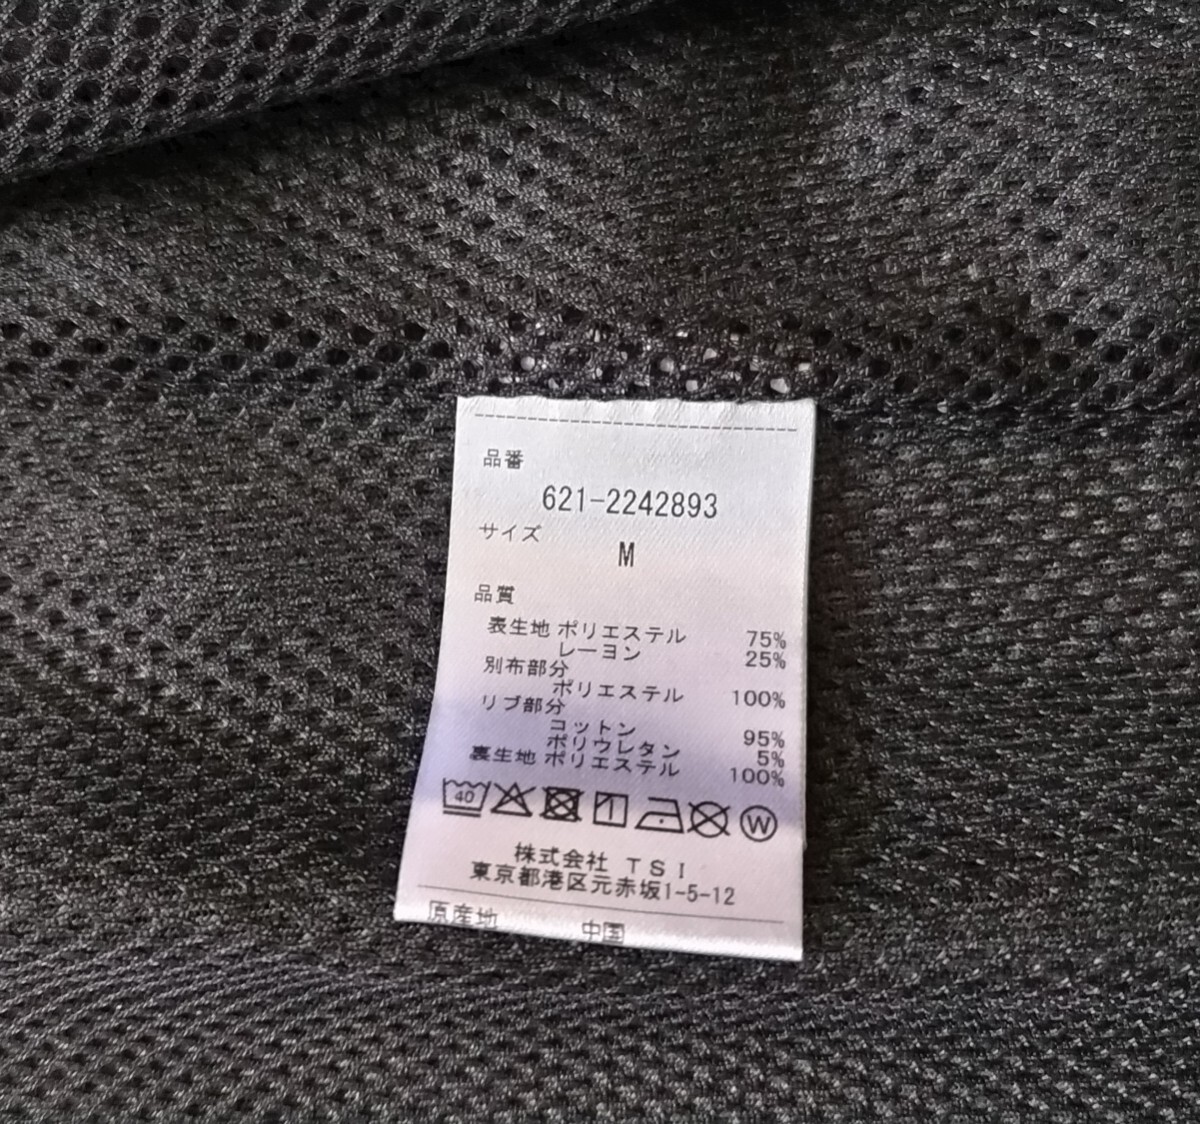 品番
621-2242893
サイズ
M
品質
表生地 ポリエステル 75%
レーヨン 25%
別布部分
ポリエステル 100%
リブ部分
コットン 95%
ポリウレタン 5%
裏生地 ポリエステル 100%
40 W
株式会社 TSI
東京都港区元赤坂1-5-12
原産地 中国